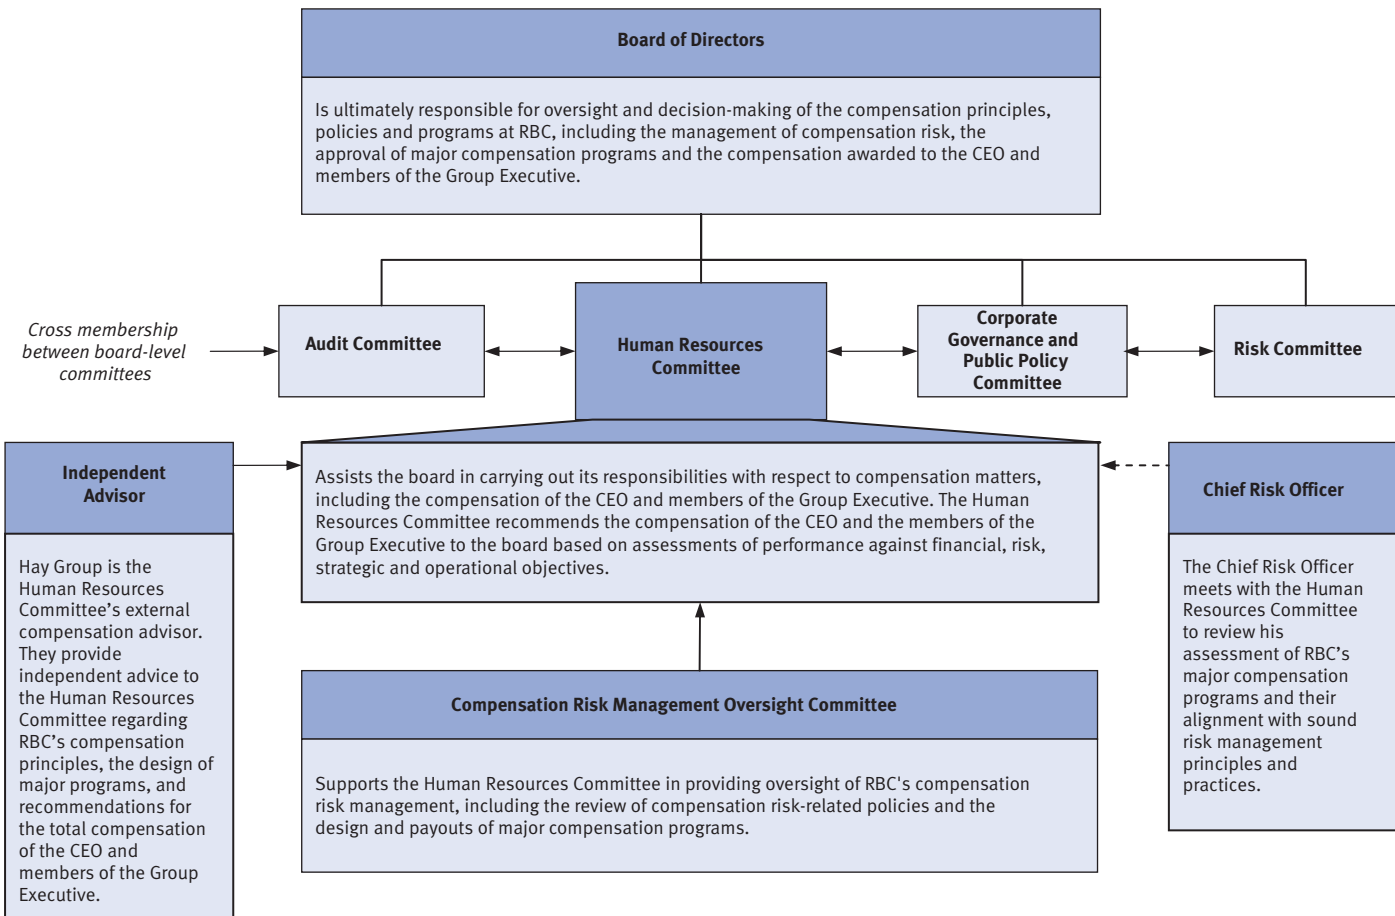 Board of Directors
Is ultimately responsible for oversight and decision-making of the compensation principles,
policies and programs at RBC, including the management of compensation risk, the
approval of major compensation programs and the compensation awarded to the CEO and
members of the Group Executive.
Cross membership
between board-level
committees
Audit Committee
Human Resources
Committee
Corporate
Governance and
Public Policy
Committee
Risk Committee
Independent
Advisor
Hay Group is the
Human Resources
Committee’s external
compensation advisor.
They provide
independent advice to
the Human Resources
Committee regarding
RBC’s compensation
principles, the design of
major programs, and
recommendations for
the total compensation
of the CEO and
members of the Group
Executive.
Assists the board in carrying out its responsibilities with respect to compensation matters,
including the compensation of the CEO and members of the Group Executive. The Human
Resources Committee recommends the compensation of the CEO and the members of the
Group Executive to the board based on assessments of performance against financial, risk,
strategic and operational objectives.
Chief Risk Officer
The Chief Risk Officer
meets with the Human
Resources Committee
to review his
assessment of RBC’s
major compensation
programs and their
alignment with sound
risk management
principles and
practices.
Compensation Risk Management Oversight Committee
Supports the Human Resources Committee in providing oversight of RBC's compensation
risk management, including the review of compensation risk-related policies and the
design and payouts of major compensation programs.